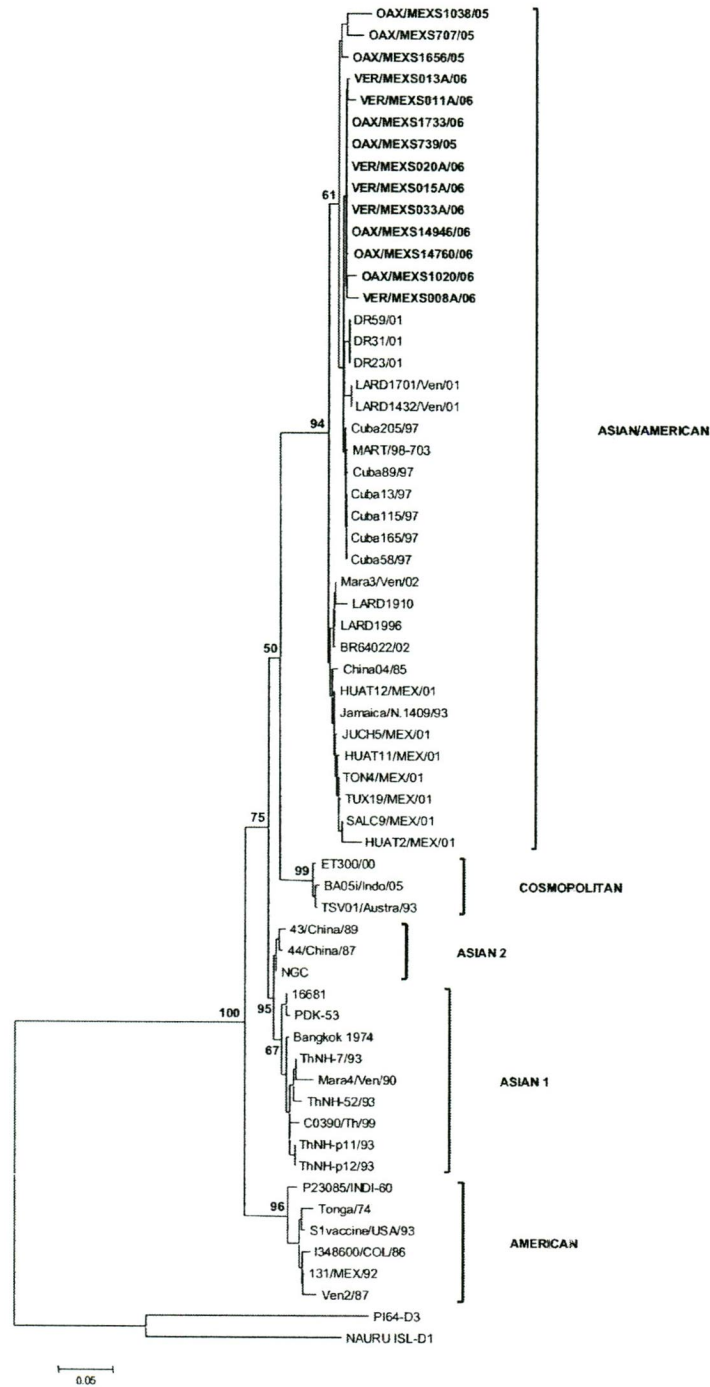 OAX/MEXS1038/05
OAX/MEXS707/05
OAX/MEXS1656/05
VER/MEXS013A/06
VER/MEXS011A/06
OAX/MEXS1733/06
OAX/MEXS739/05
VER/MEXS020A/06
VER/MEXS015A/06
61
VER/MEXS033A/06
OAX/MEXS14946/06
OAX/MEXS14760/06
OAX/MEXS1020/06
VER/MEXS008A/06
DR59/01
DR31/01
DR23/01
LARD1701/Ven/01
LARD1432/Ven/01
94
Cuba205/97
ASIAN/AMERICAN
MART/98-703
Cuba89/97
Cuba13/97
Cuba115/97
Cuba165/97
Cuba58/97
Mara3/Ven/02
LARD1910
LARD1996
50
BR64022/02
China04/85
HUAT12/MEX/01
Jamaica/N.1409/93
JUCH5/MEX/01
HUAT11/MEX/01
TON4/MEX/01
TUX19/MEX/01
75
SALC9/MEX/01
HUAT2/MEX/01
99
ET300/00
BA05i/Indo/05
COSMOPOLITAN
TSV01/Austra/93
43/China/89
44/China/87
ASIAN 2
NGC
95
16681
100
PDK-53
67
Bangkok 1974
ThNH-7/93
Mara4/Ven/90
ASIAN 1
ThNH-52/93
C0390/Th/99
ThNH-p11/93
ThNH-p12/93
96
P23085/INDI-60
Tonga/74
S1vaccine/USA/93
AMERICAN
I348600/COL/86
131/MEX/92
Ven2/87
PI64-D3
NAURU ISL-D1
0.05